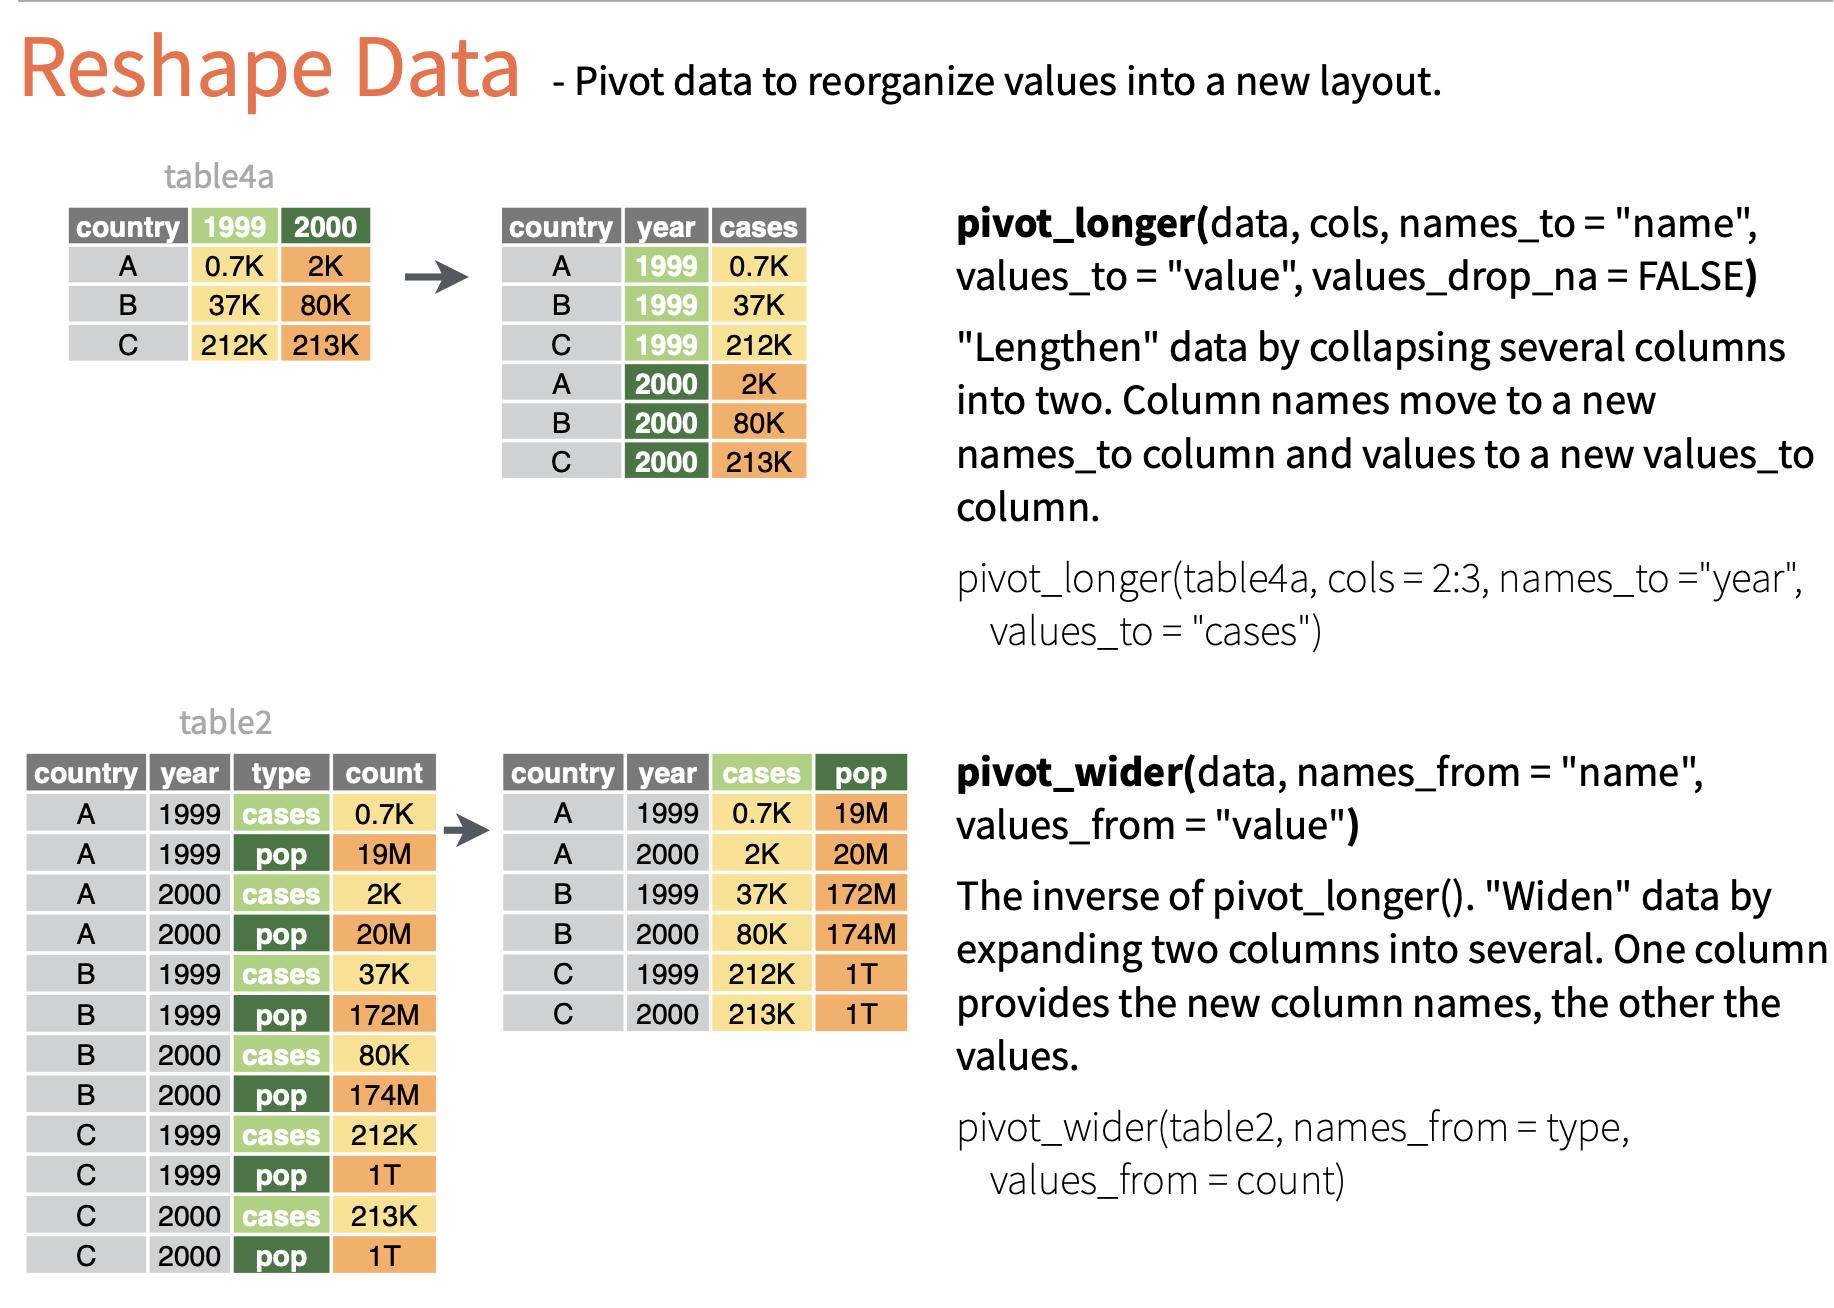 Reshape Data - Pivot data to reorganize values into a new layout.
table4a
country 1999 2000
A 0.7K 2K
B 37K 80K
C 212K 213K
country year cases
A 1999 0.7K
B 1999 37K
C 1999 212K
A 2000 2K
B 2000 80K
C 2000 213K
pivot_longer(data, cols, names_to = "name",
values_to = "value", values_drop_na = FALSE)
"Lengthen" data by collapsing several columns
into two. Column names move to a new
names_to column and values to a new values_to
column.
pivot_longer(table4a, cols = 2:3, names_to ="year",
values_to = "cases")
table2
country year type count
A 1999 cases 0.7K
A 1999 pop 19M
A 2000 cases 2K
A 2000 pop 20M
B 1999 cases 37K
B 1999 pop 172M
B 2000 cases 80K
B 2000 pop 174M
C 1999 cases 212K
C 1999 pop 1T
C 2000 cases 213K
C 2000 pop 1T
country year cases pop
A 1999 0.7K 19M
A 2000 2K 20M
B 1999 37K 172M
B 2000 80K 174M
C 1999 212K 1T
C 2000 213K 1T
pivot_wider(data, names_from = "name",
values_from = "value")
The inverse of pivot_longer(). "Widen" data by
expanding two columns into several. One column
provides the new column names, the other the
values.
pivot_wider(table2, names_from = type,
values_from = count)